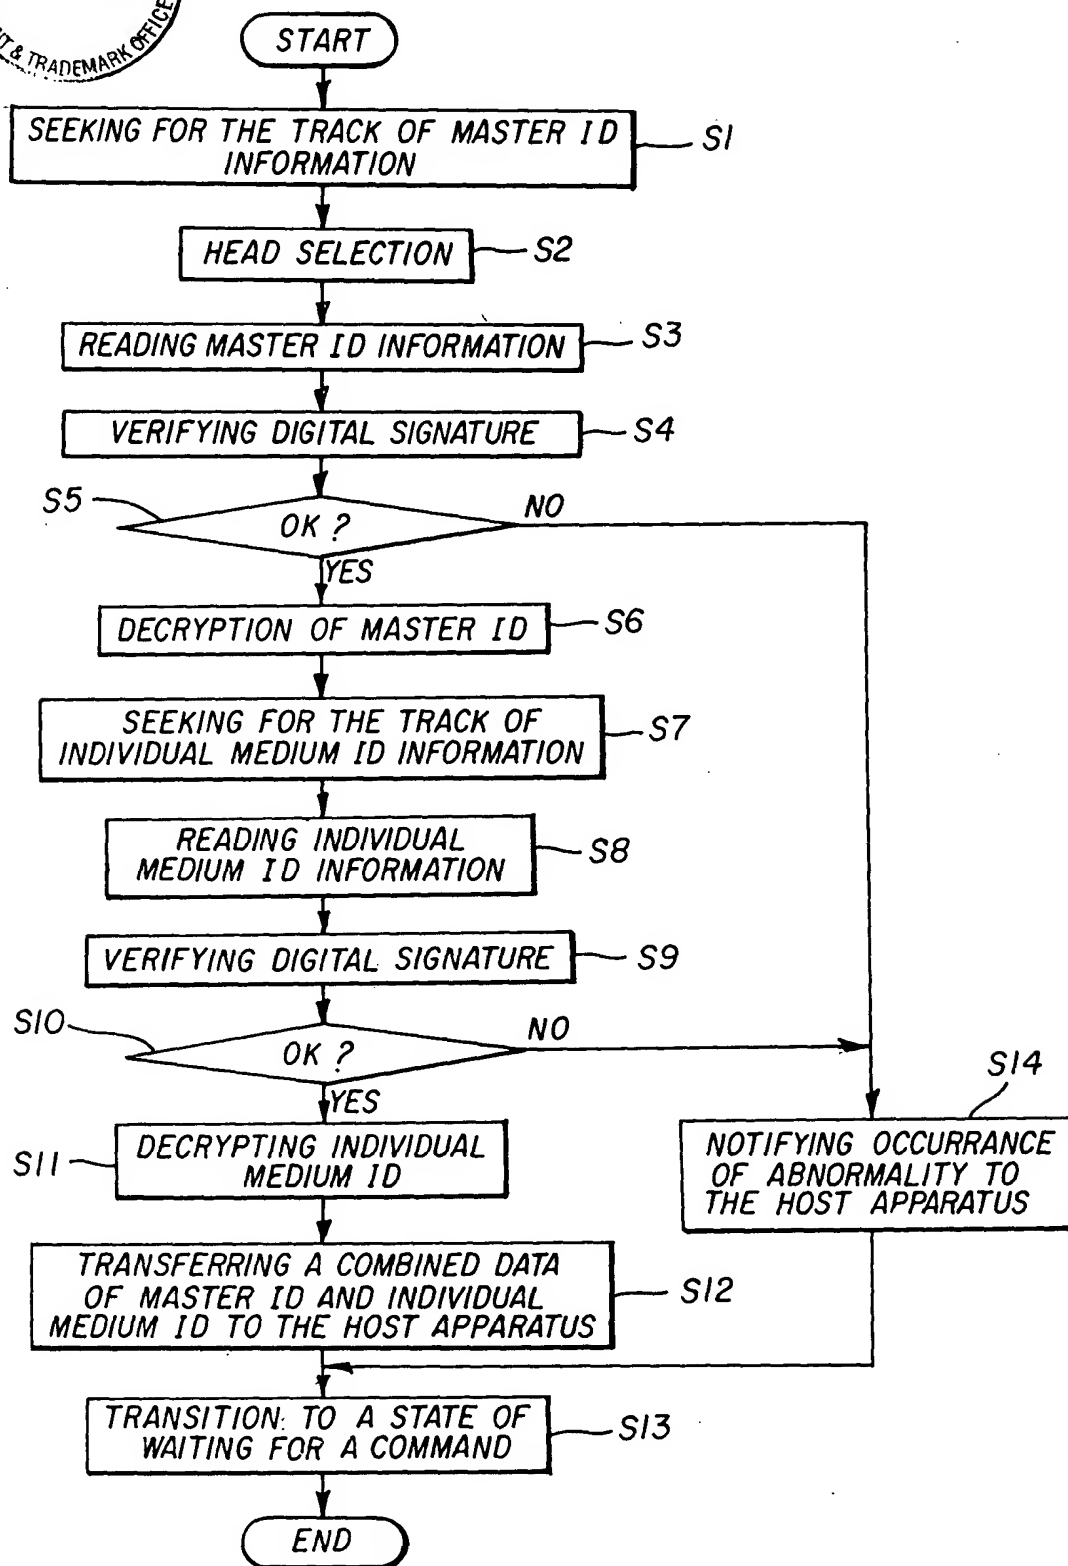 T & TRADEMARK OFFICE
START
SEEKING FOR THE TRACK OF MASTER ID
INFORMATION
S1
HEAD SELECTION
S2
READING MASTER ID INFORMATION
S3
VERIFYING DIGITAL SIGNATURE
S4
S5
OK ?
NO
YES
DECRYPTION OF MASTER ID
S6
SEEKING FOR THE TRACK OF
INDIVIDUAL MEDIUM ID INFORMATION
S7
READING INDIVIDUAL
MEDIUM ID INFORMATION
S8
VERIFYING DIGITAL SIGNATURE
S9
S10
OK ?
NO
YES
S14
NOTIFYING OCCURRANCE
OF ABNORMALITY TO
THE HOST APPARATUS
S11
DECRYPTING INDIVIDUAL
MEDIUM ID
TRANSFERRING A COMBINED DATA
OF MASTER ID AND INDIVIDUAL
MEDIUM ID TO THE HOST APPARATUS
S12
TRANSITION: TO A STATE OF
WAITING FOR A COMMAND
S13
END